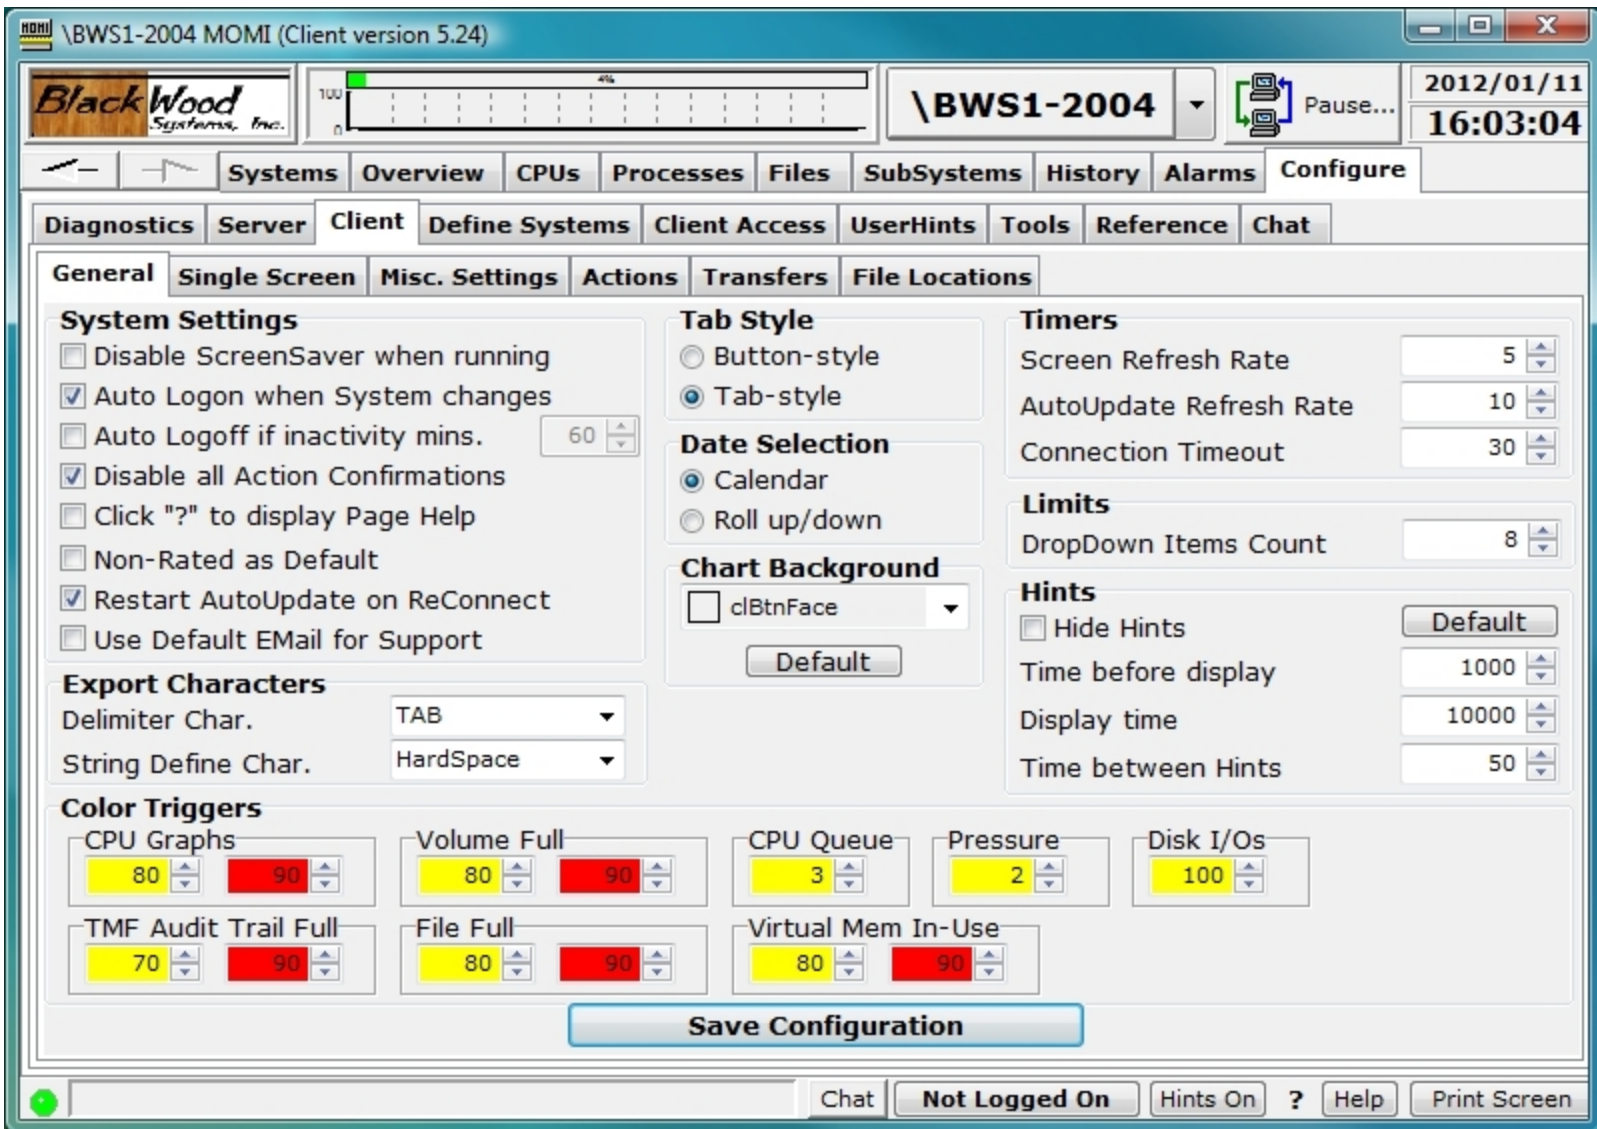 MOMI \BWS1-2004 MOMI (Client version 5.24)
BlackWood Systems, Inc.
4%
100
0
\BWS1-2004
Pause...
2012/01/11
16:03:04
Systems Overview CPUs Processes Files SubSystems History Alarms Configure
Diagnostics Server Client Define Systems Client Access UserHints Tools Reference Chat
General Single Screen Misc. Settings Actions Transfers File Locations
System Settings
Disable ScreenSaver when running
Auto Logon when System changes
Auto Logoff if inactivity mins. 60
Disable all Action Confirmations
Click "?" to display Page Help
Non-Rated as Default
Restart AutoUpdate on ReConnect
Use Default EMail for Support
Export Characters
Delimiter Char. TAB
String Define Char. HardSpace
Tab Style
Button-style
Tab-style
Date Selection
Calendar
Roll up/down
Chart Background
clBtnFace
Default
Timers
Screen Refresh Rate 5
AutoUpdate Refresh Rate 10
Connection Timeout 30
Limits
DropDown Items Count 8
Hints
Hide Hints Default
Time before display 1000
Display time 10000
Time between Hints 50
Color Triggers
CPU Graphs Volume Full CPU Queue Pressure Disk I/Os
80 90 80 90 3 2 100
TMF Audit Trail Full File Full Virtual Mem In-Use
70 90 80 90 80 90
Save Configuration
Chat Not Logged On Hints On ? Help Print Screen